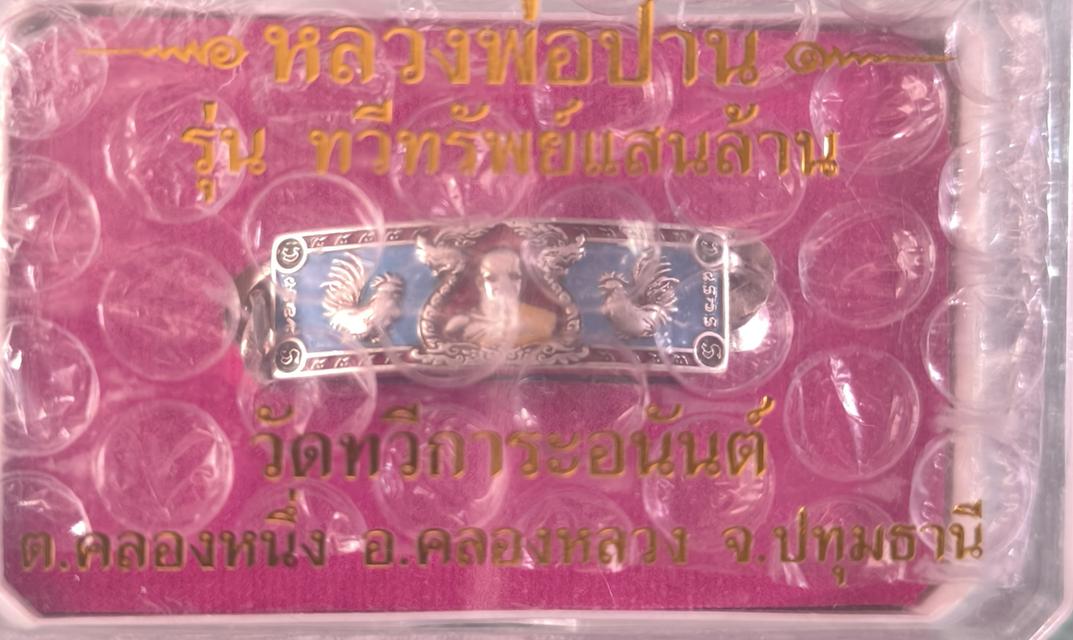 หลวงพ่อปาน
รุ่น ทวีทรัพย์แสนล้าน
วัดทวีการะอนันต์
ต.คลองหนึ่ง อ.คลองหลวง จ.ปทุมธานี